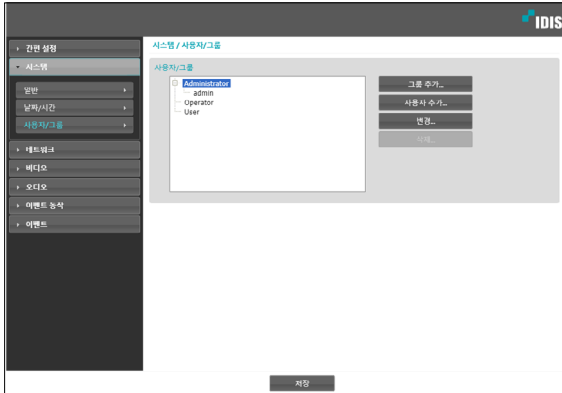 IDIS
간편 설정
시스템 / 사용자/그룹
시스템
사용자/그룹
Administrator
admin
Operator
User
그룹 추가...
사용자 추가...
변경...
삭제...
일반
날짜/시간
사용자/그룹
네트워크
비디오
오디오
이벤트 동작
이벤트
저장